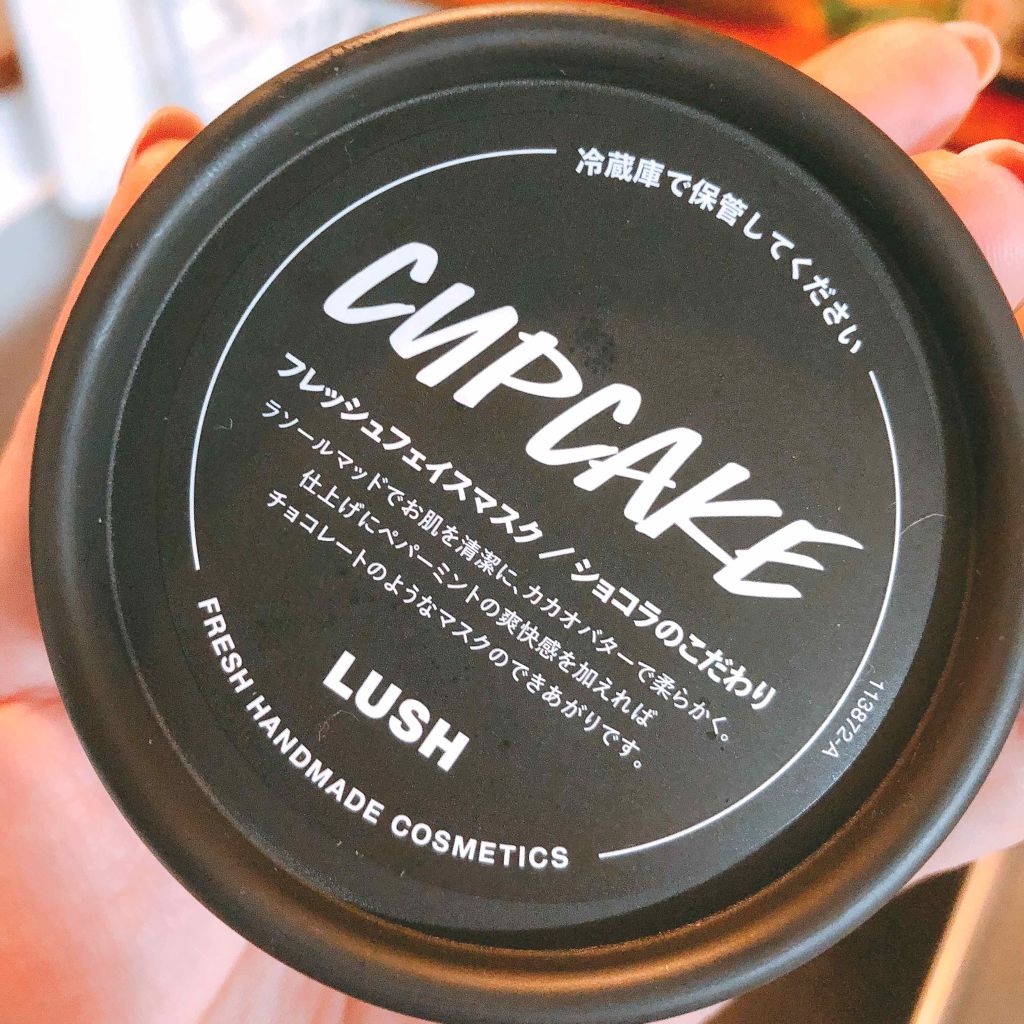 冷蔵庫で保管してください
CUPCAKE
フレッシュフェイスマスク / ショコラのこだわり
ラソールマッドでお肌を清潔に、カカオバターで柔らかく。
仕上げにペパーミントの爽快感を加えれば
チョコレートのようなマスクのできあがりです。
LUSH
FRESH HANDMADE COSMETICS
113872-A